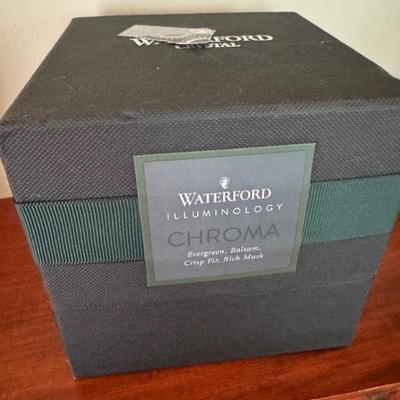 WATERFORD
CRYSTAL
WATERFORD
ILLUMINOLOGY
CHROMA
Evergreen, Balsam,
Crisp Fir, Rich Musk